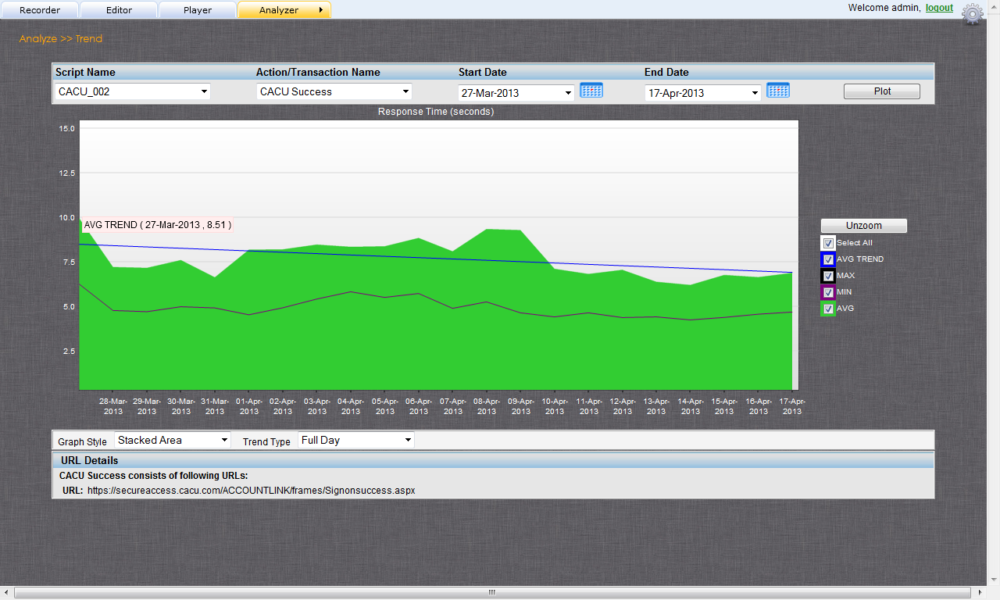 Recorder Editor Player Analyzer Welcome admin, logout
Analyze >> Trend
Script Name Action/Transaction Name Start Date End Date
CACU_002 CACU Success 27-Mar-2013 17-Apr-2013 Plot
Response Time (seconds)
15.0
12.5
10.0
AVG TREND ( 27-Mar-2013 , 8.51 )
7.5
5.0
2.5
Unzoom
Select All
AVG TREND
MAX
MIN
AVG
28-Mar- 29-Mar- 30-Mar- 31-Mar- 01-Apr- 02-Apr- 03-Apr- 04-Apr- 05-Apr- 06-Apr- 07-Apr- 08-Apr- 09-Apr- 10-Apr- 11-Apr- 12-Apr- 13-Apr- 14-Apr- 15-Apr- 16-Apr- 17-Apr-
2013 2013 2013 2013 2013 2013 2013 2013 2013 2013 2013 2013 2013 2013 2013 2013 2013 2013 2013 2013 2013
Graph Style Stacked Area Trend Type Full Day
URL Details
CACU Success consists of following URLs:
URL: https://secureaccess.cacu.com/ACCOUNTLINK/frames/Signonsuccess.aspx